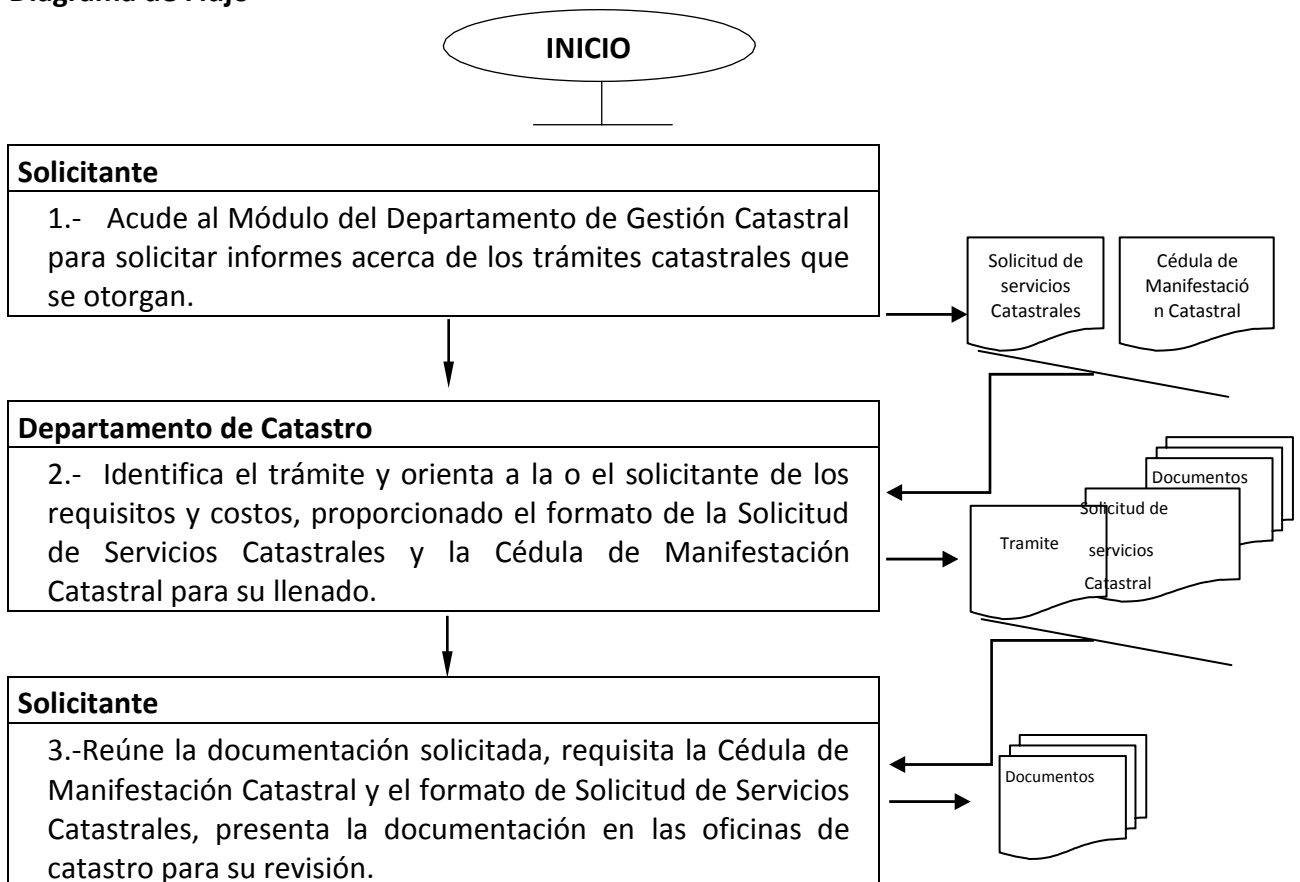 Diagrama de Flujo
INICIO
Solicitante
1.- Acude al Módulo del Departamento de Gestión Catastral
para solicitar informes acerca de los trámites catastrales que
se otorgan.
Solicitud de
servicios
Catastrales
Cédula de
Manifestació
n Catastral
Departamento de Catastro
2.- Identifica el trámite y orienta a la o el solicitante de los
requisitos y costos, proporcionado el formato de la Solicitud
de Servicios Catastrales y la Cédula de Manifestación
Catastral para su llenado.
Documentos
Solicitud de
servicios
Catastral
Tramite
Solicitante
3.-Reúne la documentación solicitada, requisita la Cédula de
Manifestación Catastral y el formato de Solicitud de Servicios
Catastrales, presenta la documentación en las oficinas de
catastro para su revisión.
Documentos